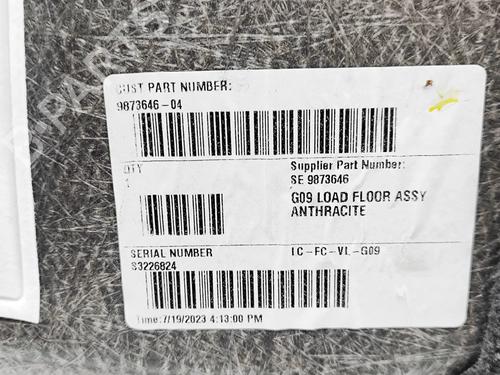 CUST PART NUMBER:
9873646-04
QTY
1
Supplier Part Number:
SE 9873646
G09 LOAD FLOOR ASSY
ANTHRACITE
SERIAL NUMBER
S3226824
LC-FC-VL-G09
Time:7/19/2023 4:13:00 PM